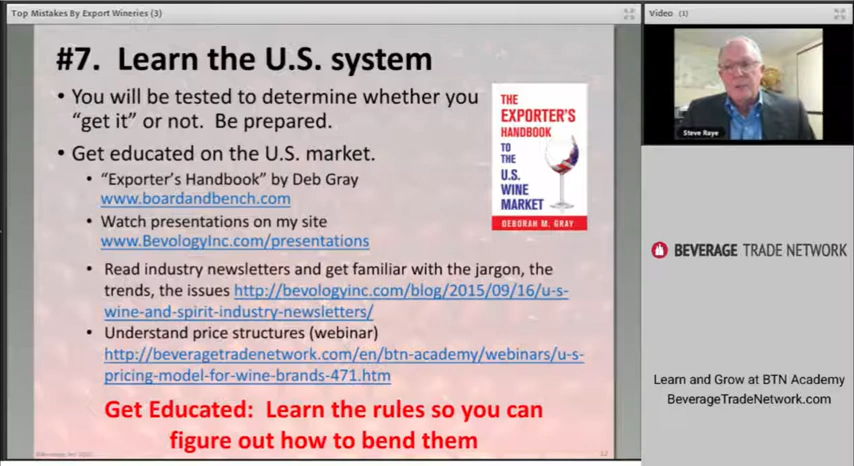 Top Mistakes By Export Wineries (3)
Video (1)
#7. Learn the U.S. system
• You will be tested to determine whether you
“get it” or not. Be prepared.
• Get educated on the U.S. market.
• “Exporter’s Handbook” by Deb Gray
www.boardandbench.com
• Watch presentations on my site
www.BevologyInc.com/presentations
• Read industry newsletters and get familiar with the jargon, the
trends, the issues http://bevologyinc.com/blog/2015/09/16/u-s-
wine-and-spirit-industry-newsletters/
• Understand price structures (webinar)
http://beveragetradenetwork.com/en/btn-academy/webinars/u-s-
pricing-model-for-wine-brands-471.htm
Get Educated: Learn the rules so you can
figure out how to bend them
THE
EXPORTER'S
HANDBOOK
TO
THE
U.S.
WINE
MARKET
DEBORAH M. GRAY
12
Steve Raye
BEVERAGE TRADE NETWORK
Learn and Grow at BTN Academy
BeverageTradeNetwork.com